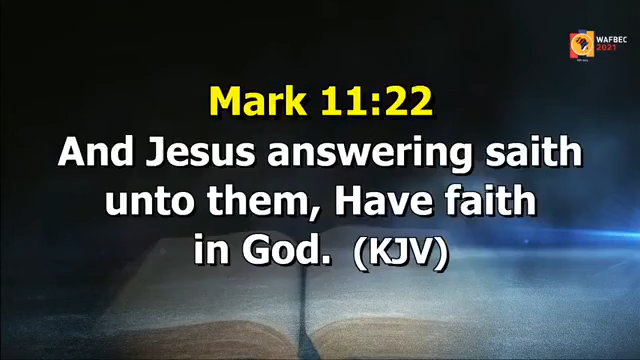 WAFBEC
2021
Mark 11:22
And Jesus answering saith
unto them, Have faith
in God. (KJV)